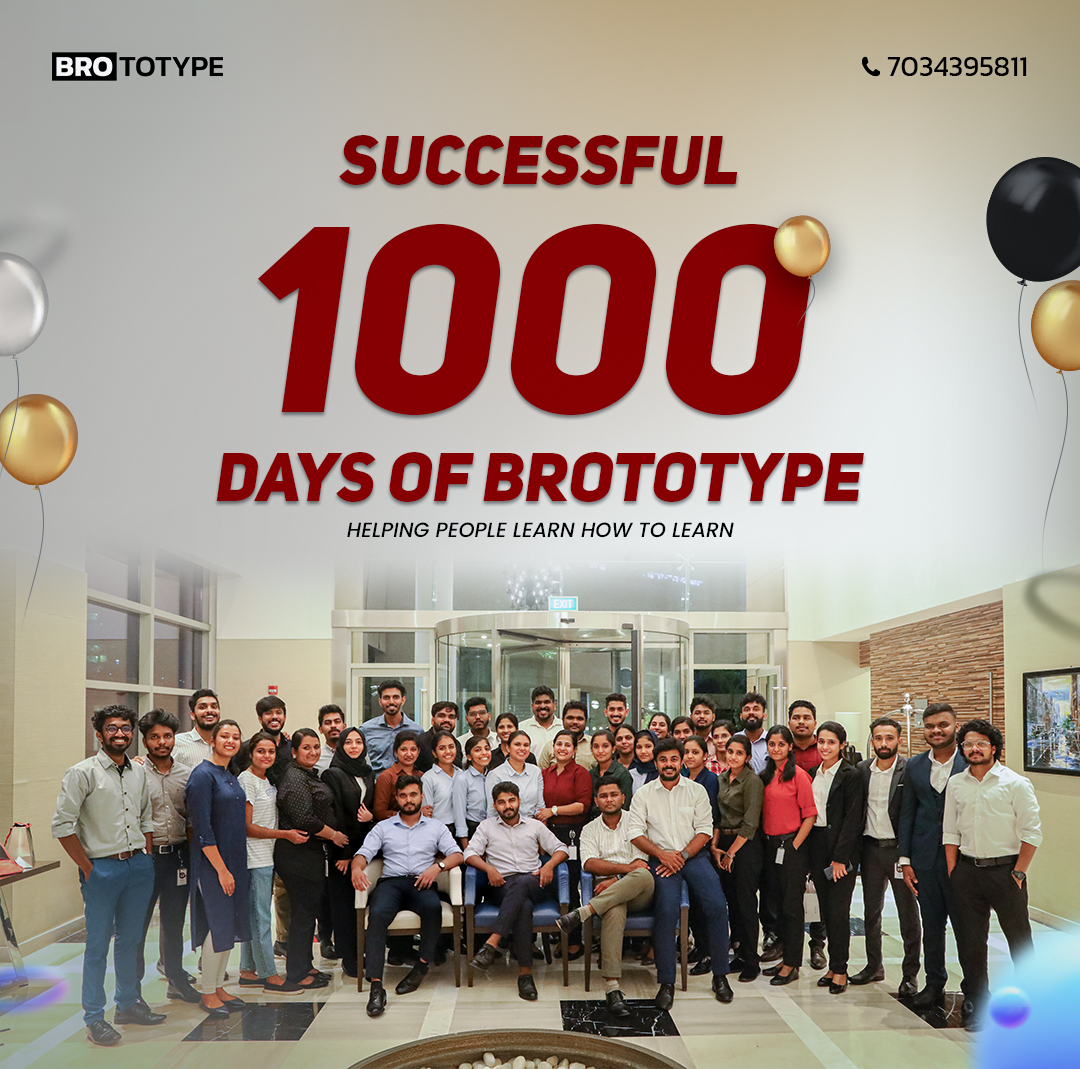 BROTOTYPE
7034395811
SUCCESSFUL
1000
DAYS OF BROTOTYPE
HELPING PEOPLE LEARN HOW TO LEARN
EXIT